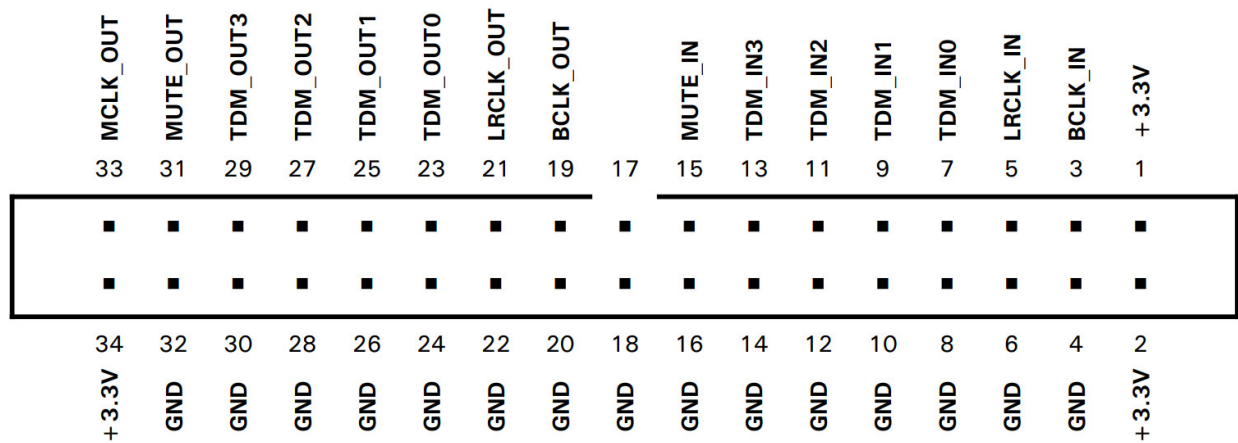 MCLK_OUT MUTE_OUT TDM_OUT3 TDM_OUT2 TDM_OUT1 TDM_OUT0 LRCLK_OUT BCLK_OUT MUTE_IN TDM_IN3 TDM_IN2 TDM_IN1 TDM_IN0 LRCLK_IN BCLK_IN +3.3V
33 31 29 27 25 23 21 19 17 15 13 11 9 7 5 3 1
34 32 30 28 26 24 22 20 18 16 14 12 10 8 6 4 2
+3.3V GND GND GND GND GND GND GND GND GND GND GND GND GND GND GND +3.3V